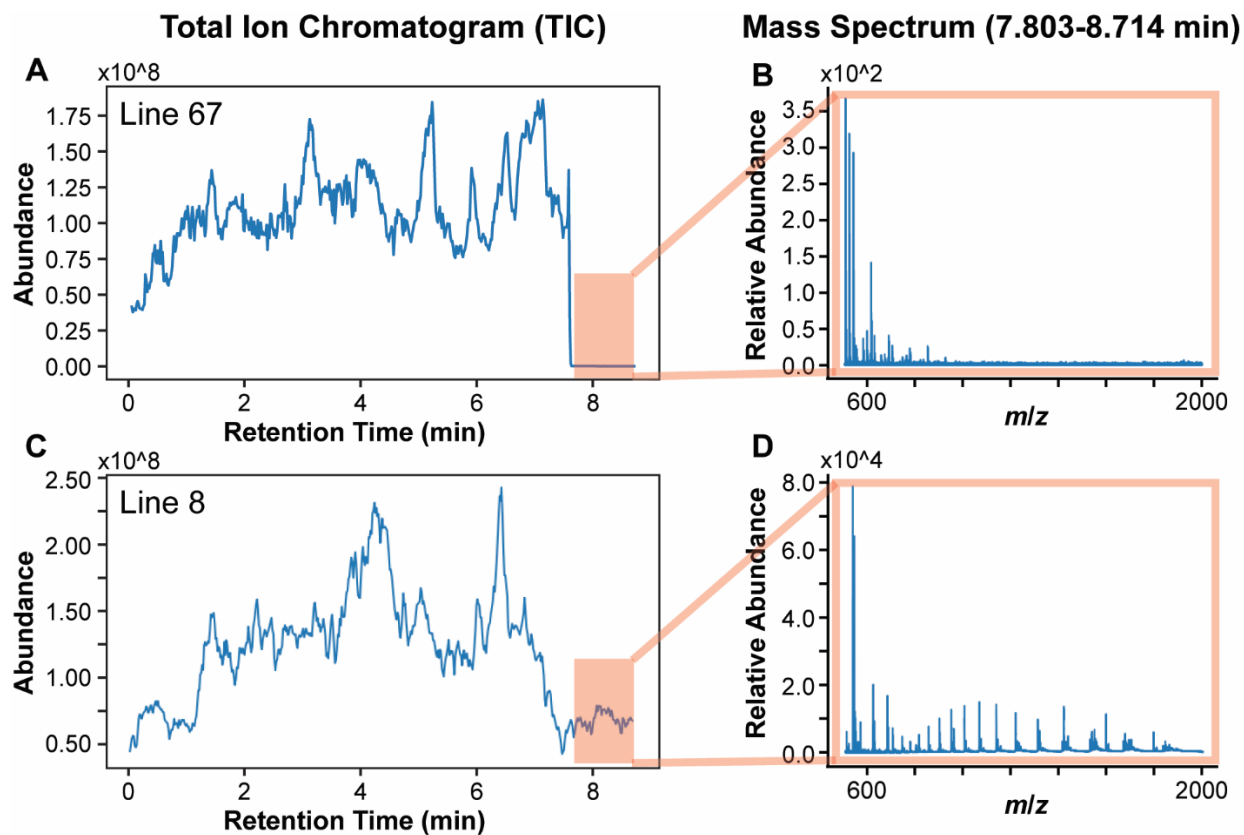 Total Ion Chromatogram (TIC)
Mass Spectrum (7.803-8.714 min)
A
x10^8
Line 67
Abundance
1.75
1.50
1.25
1.00
0.75
0.50
0.25
0.00
0
2
4
6
8
Retention Time (min)
B
x10^2
Relative Abundance
3.5
3.0
2.5
2.0
1.5
1.0
0.5
0.0
600
2000
m/z
C
x10^8
Line 8
Abundance
2.50
2.00
1.50
1.00
0.50
0
2
4
6
8
Retention Time (min)
D
x10^4
Relative Abundance
8.0
6.0
4.0
2.0
0.0
600
2000
m/z